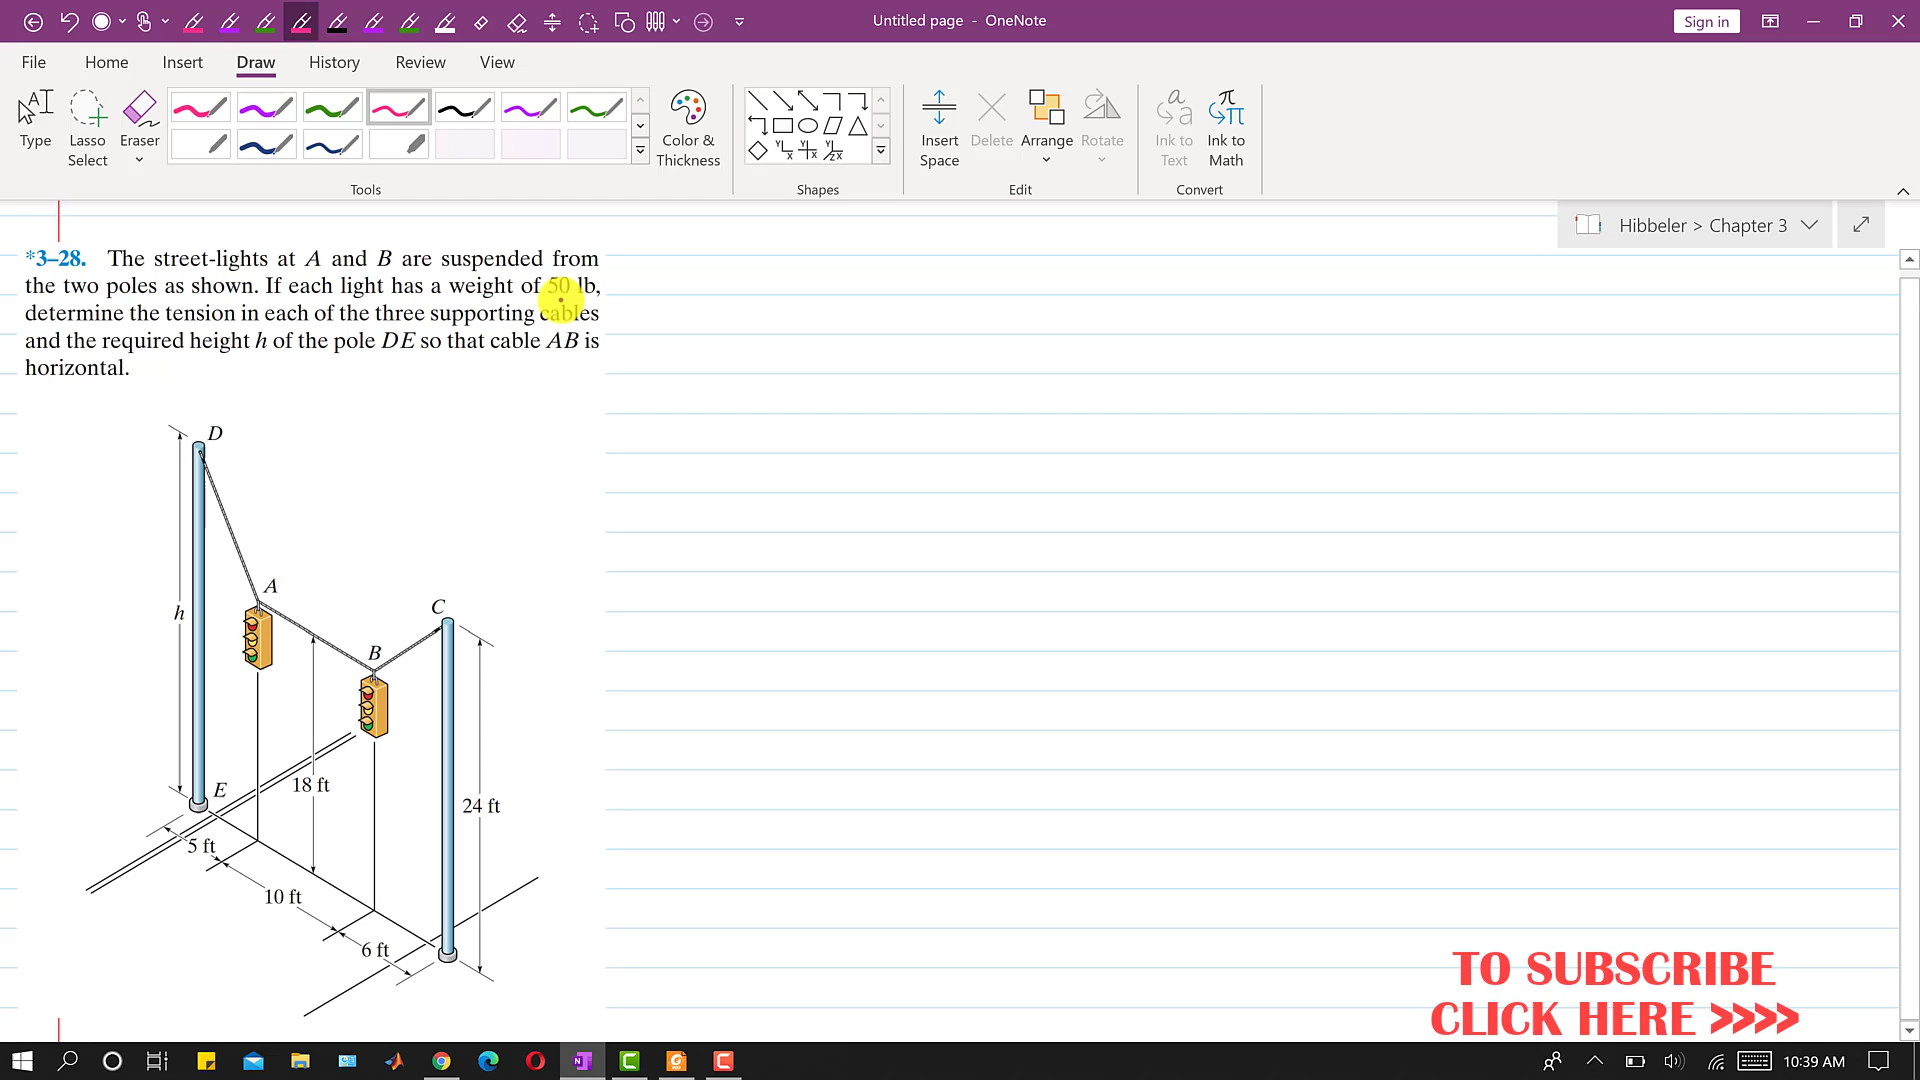 Untitled page - OneNote
Sign in
File Home Insert Draw History Review View
Type
Lasso Select
Eraser
Color & Thickness
Insert Space
Delete
Arrange
Rotate
Ink to Text
Ink to Math
Tools
Shapes
Edit
Convert
Hibbeler > Chapter 3
*3–28. The street-lights at A and B are suspended from
the two poles as shown. If each light has a weight of 50 lb,
determine the tension in each of the three supporting cables
and the required height h of the pole DE so that cable AB is
horizontal.
D
A
C
h
B
18 ft
E
24 ft
5 ft
10 ft
6 ft
TO SUBSCRIBE
CLICK HERE >>>>
10:39 AM